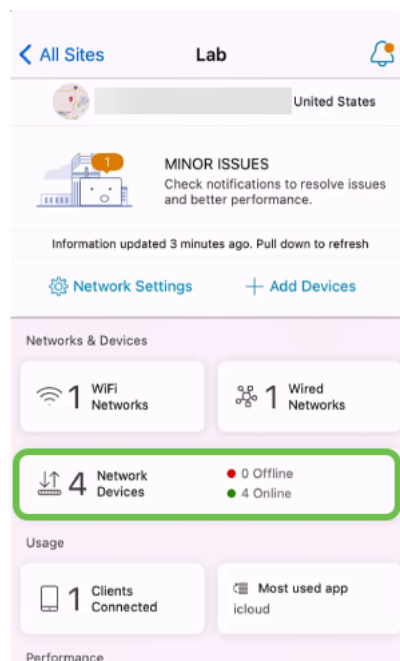 All Sites
Lab
United States
1
MINOR ISSUES
Check notifications to resolve issues
and better performance.
Information updated 3 minutes ago. Pull down to refresh
Network Settings
Add Devices
Networks & Devices
1 WiFi
Networks
1 Wired
Networks
4 Network
Devices
0 Offline
4 Online
Usage
1 Clients
Connected
Most used app
icloud
Performance